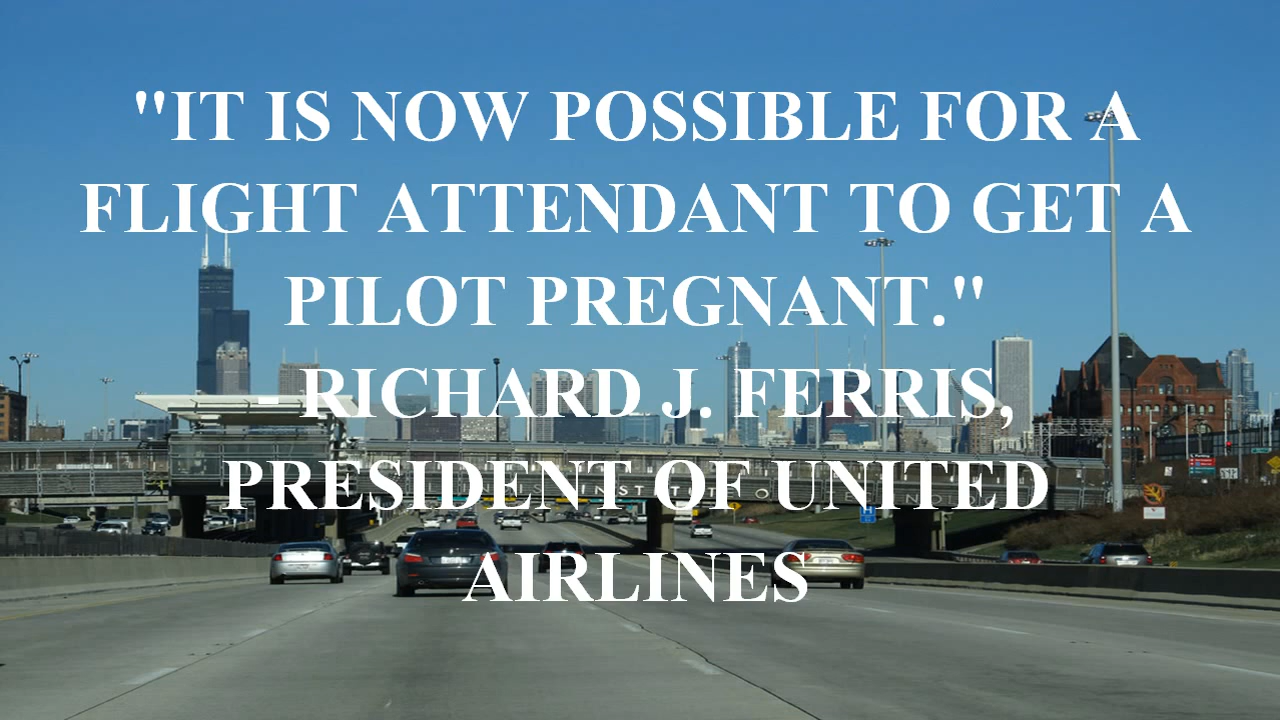 "IT IS NOW POSSIBLE FOR A
FLIGHT ATTENDANT TO GET A
PILOT PREGNANT."
RICHARD J. FERRIS,
PRESIDENT OF UNITED
AIRLINES